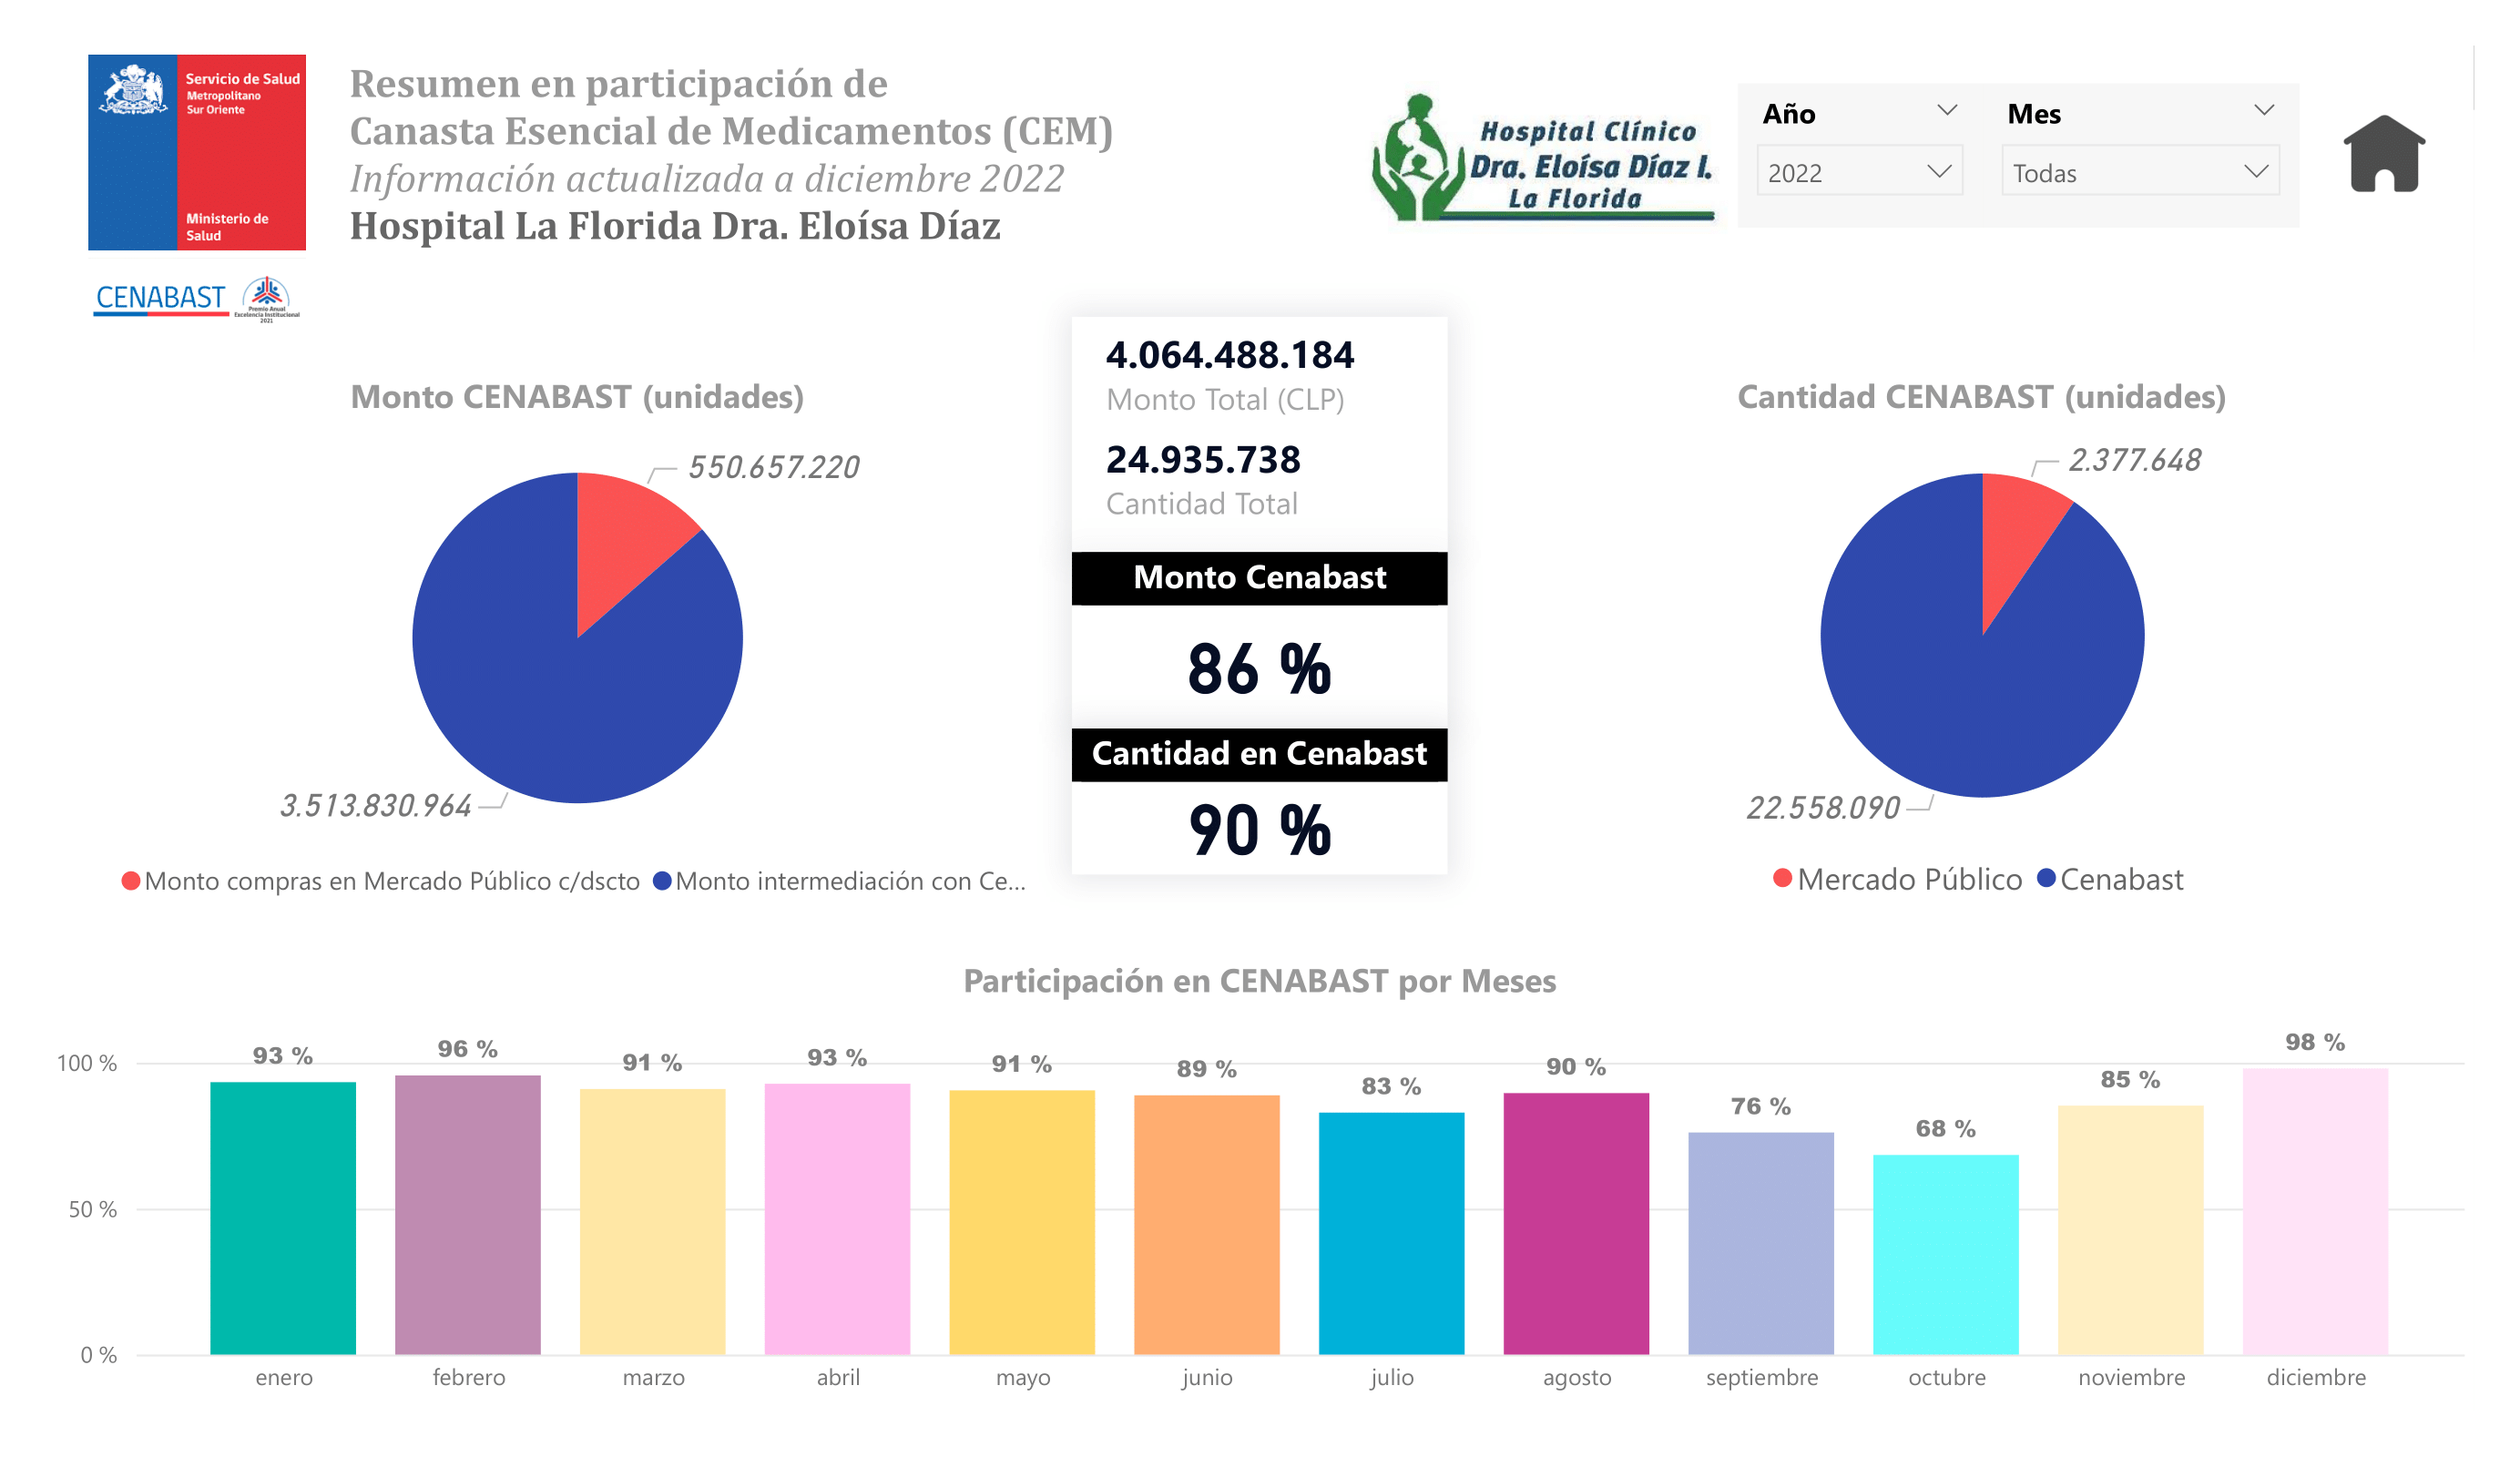 Servicio de Salud
Metropolitano
Sur Oriente
Ministerio de
Salud
CENABAST
Premio Anual
Excelencia Institucional
2021
Resumen en participación de
Canasta Esencial de Medicamentos (CEM)
Información actualizada a diciembre 2022
Hospital La Florida Dra. Eloísa Díaz
Hospital Clínico
Dra. Eloísa Díaz I.
La Florida
Año
2022
Mes
Todas
Monto CENABAST (unidades)
550.657.220
3.513.830.964
Monto compras en Mercado Público c/dscto
Monto intermediación con Ce...
4.064.488.184
Monto Total (CLP)
24.935.738
Cantidad Total
Monto Cenabast
86 %
Cantidad en Cenabast
90 %
Cantidad CENABAST (unidades)
2.377.648
22.558.090
Mercado Público
Cenabast
Participación en CENABAST por Meses
100 %
50 %
0 %
93 %
96 %
91 %
93 %
91 %
89 %
83 %
90 %
76 %
68 %
85 %
98 %
enero
febrero
marzo
abril
mayo
junio
julio
agosto
septiembre
octubre
noviembre
diciembre